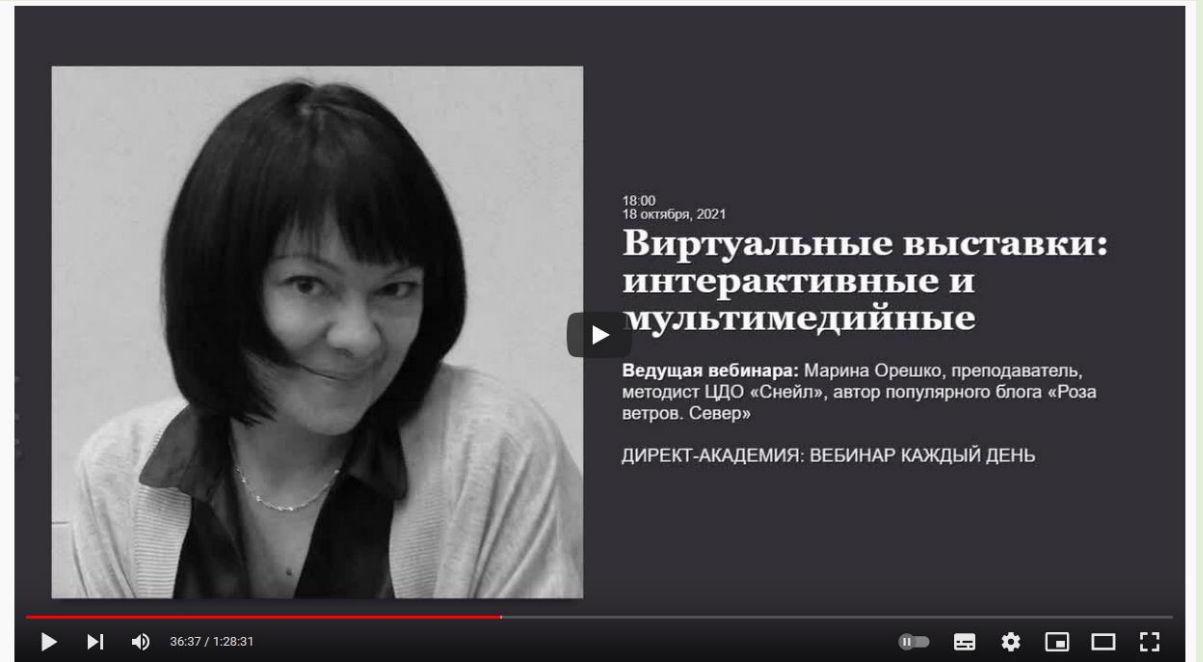 18:00
18 октября, 2021
Виртуальные выставки:
интерактивные и
мультимедийные
Ведущая вебинара: Марина Орешко, преподаватель,
методист ЦДО «Снейл», автор популярного блога «Роза
ветров. Север»
ДИРЕКТ-АКАДЕМИЯ: ВЕБИНАР КАЖДЫЙ ДЕНЬ
36:37 / 1:28:31